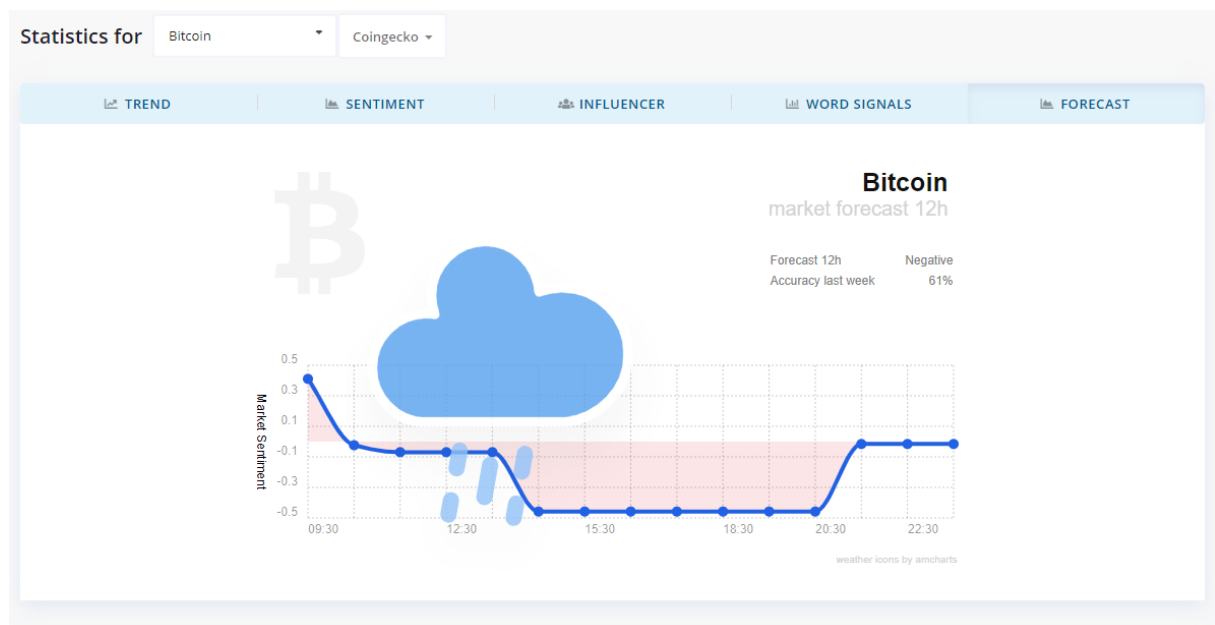 Statistics for Bitcoin Coingecko
TREND SENTIMENT INFLUENCER WORD SIGNALS FORECAST
Bitcoin
market forecast 12h
Forecast 12h Negative
Accuracy last week 61%
Market Sentiment
0.5
0.3
0.1
-0.1
-0.3
-0.5
09:30 12:30 15:30 18:30 20:30 22:30
weather icons by amcharts